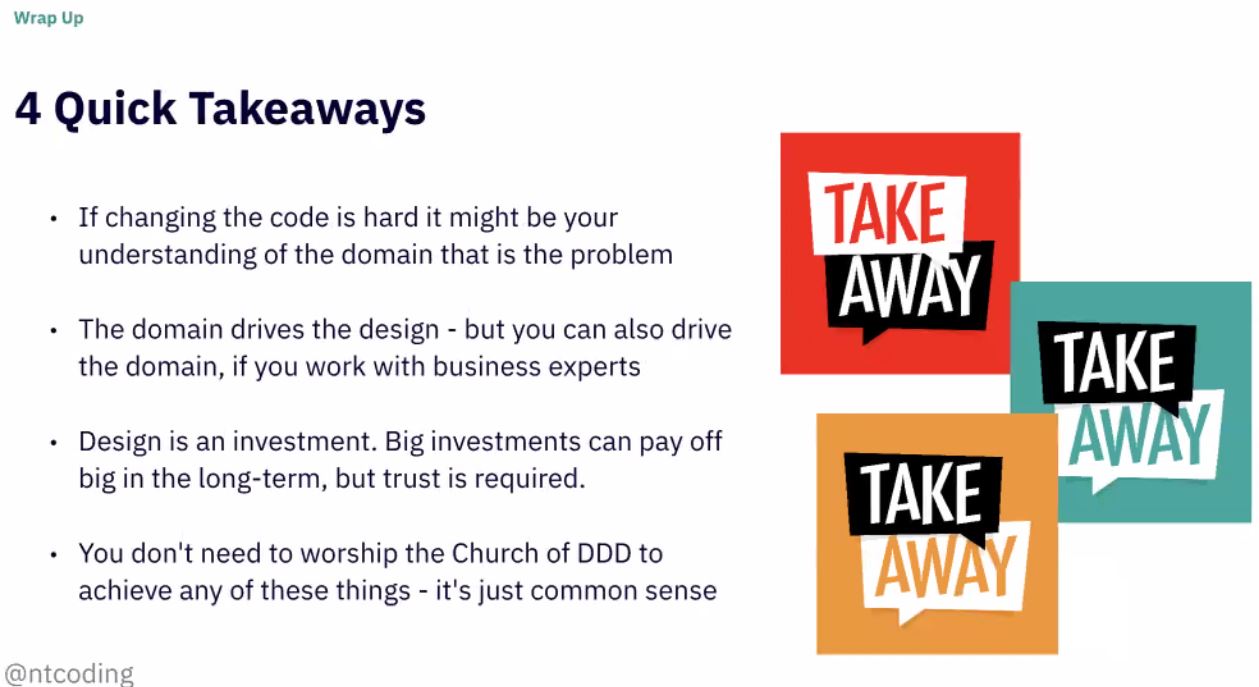 Wrap Up
4 Quick Takeaways
• If changing the code is hard it might be your
understanding of the domain that is the problem
• The domain drives the design - but you can also drive
the domain, if you work with business experts
• Design is an investment. Big investments can pay off
big in the long-term, but trust is required.
• You don't need to worship the Church of DDD to
achieve any of these things - it's just common sense
TAKE
AWAY
TAKE
AWAY
TAKE
AWAY
@ntcoding